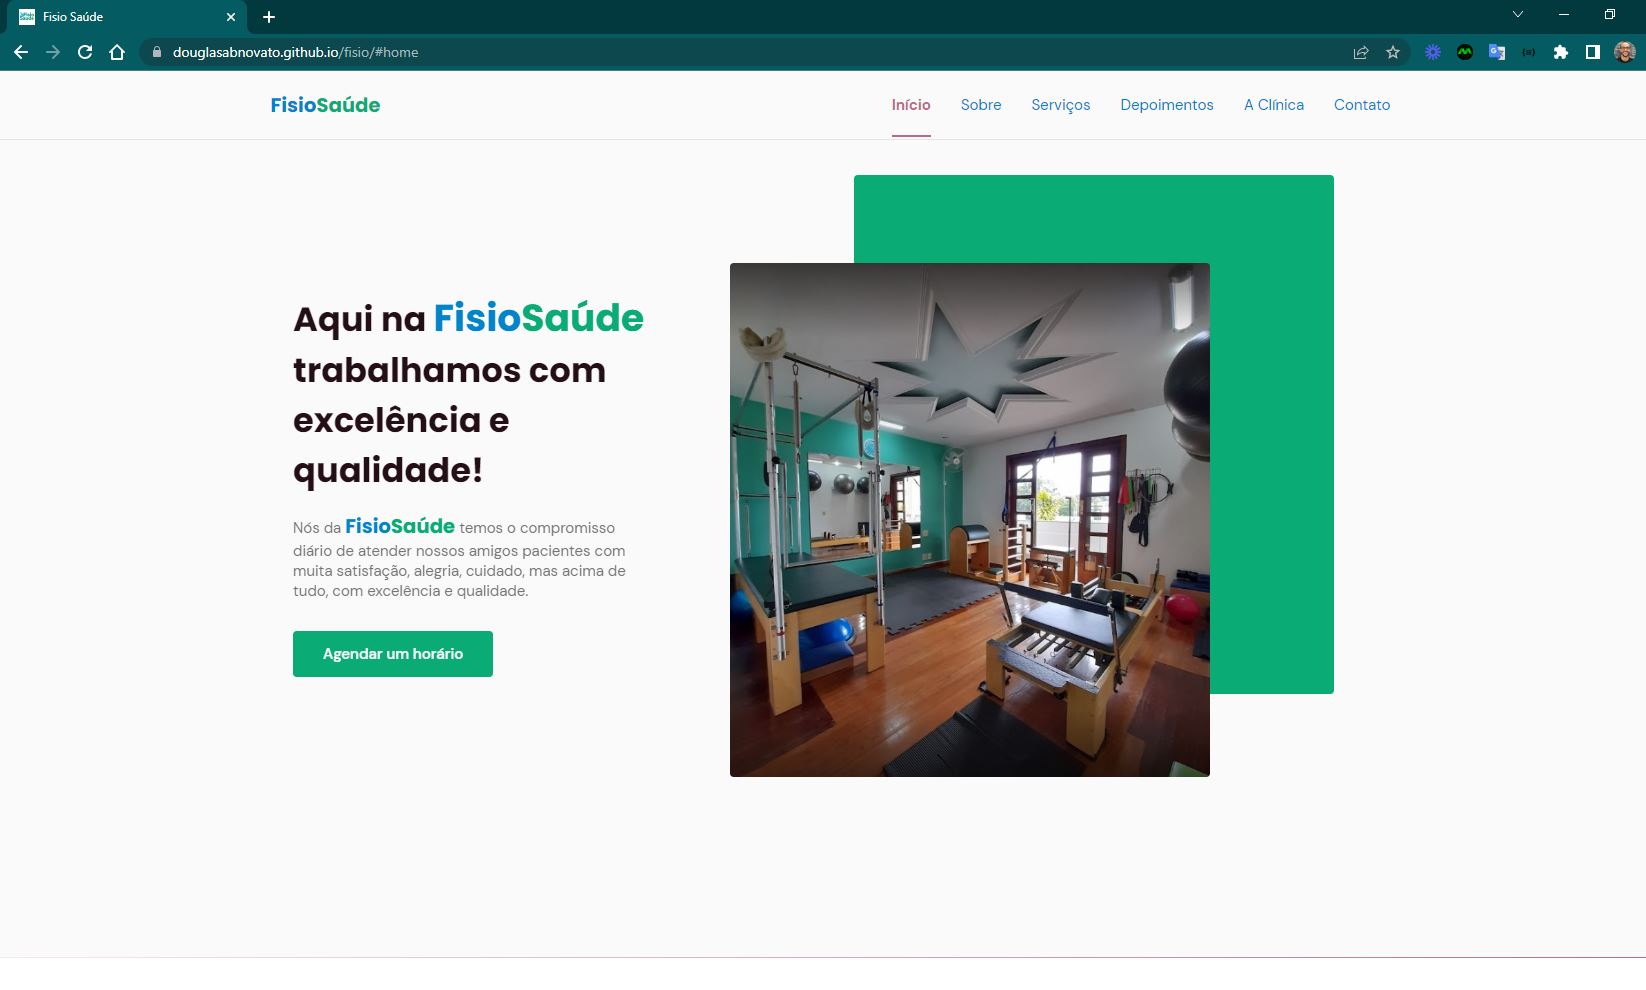 Fisio Saúde
douglasabnovato.github.io/fisio/#home
FisioSaúde
Início Sobre Serviços Depoimentos A Clínica Contato
Aqui na FisioSaúde
trabalhamos com
excelência e
qualidade!
Nós da FisioSaúde temos o compromisso
diário de atender nossos amigos pacientes com
muita satisfação, alegria, cuidado, mas acima de
tudo, com excelência e qualidade.
Agendar um horário